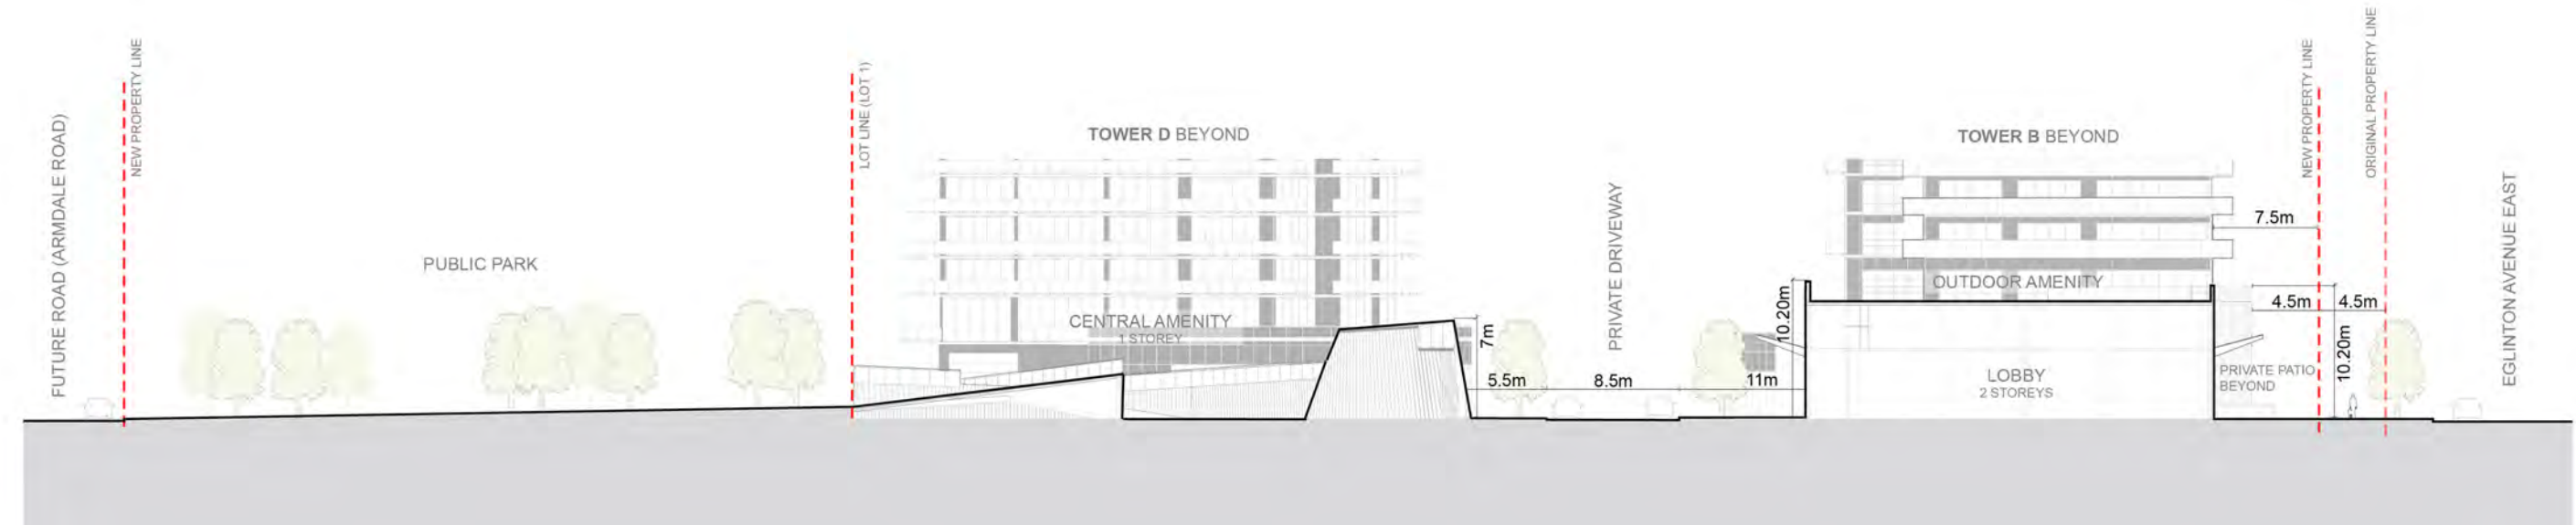 FUTURE ROAD (ARMDALE ROAD)
NEW PROPERTY LINE
PUBLIC PARK
LOT LINE (LOT 1)
TOWER D BEYOND
CENTRAL AMENITY
1 STOREY
7m
5.5m
8.5m
11m
PRIVATE DRIVEWAY
10.20m
TOWER B BEYOND
OUTDOOR AMENITY
LOBBY
2 STOREYS
7.5m
4.5m
4.5m
10.20m
PRIVATE PATIO
BEYOND
NEW PROPERTY LINE
ORIGINAL PROPERTY LINE
EGLINTON AVENUE EAST